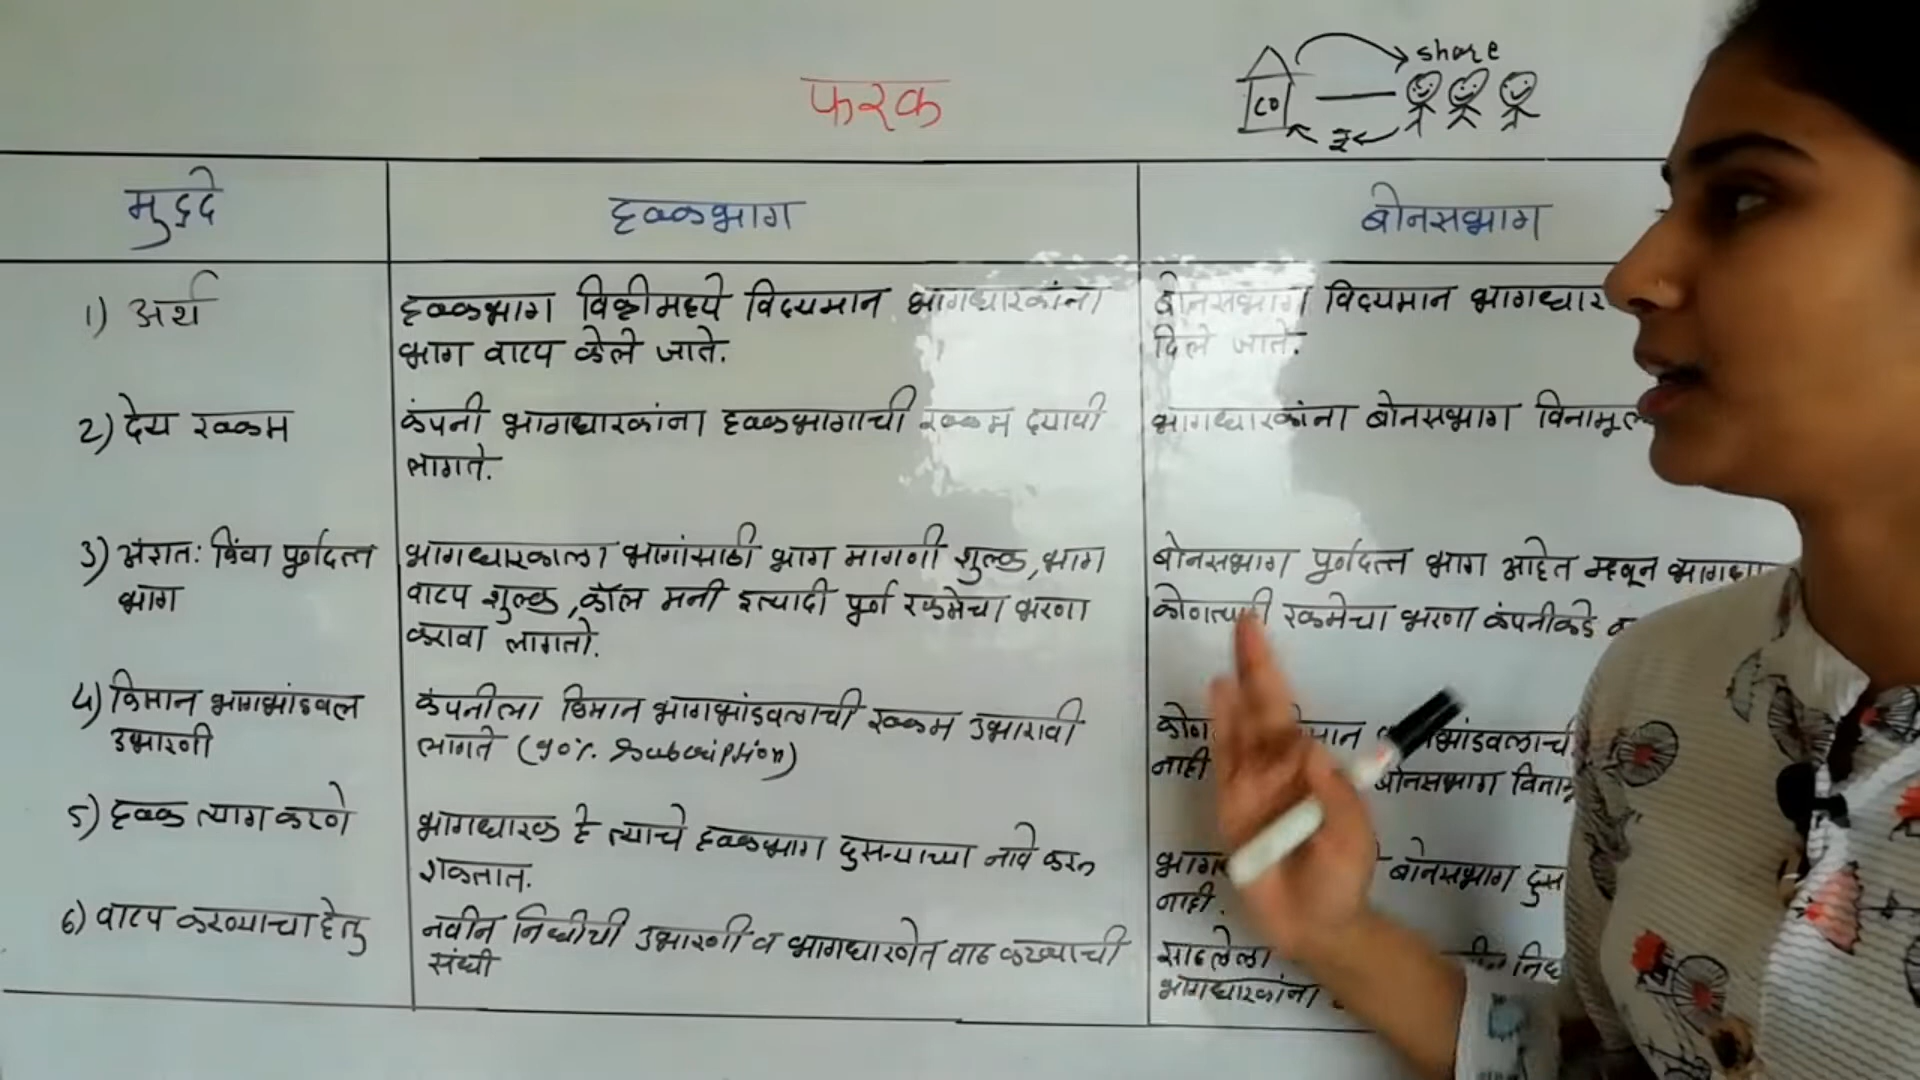 फरक
share
CO
₹
मुद्दे
हक्कभाग
बोनसभाग
1) अर्थ
हक्कभाग विक्रीमध्ये विद्यमान भागधारकांना
भाग वाटप केले जाते.
बोनसभाग विद्यमान भागधार
दिले जाते.
2) देय रक्कम
कंपनी भागधारकांना हक्कभागाची रक्कम द्यावी
लागते.
भागधारकांना बोनसभाग विनामूल
3) अंशतः किंवा पूर्णदत्त
भाग
भागधारकाला भागांसाठी भाग मागणी शुल्क, भाग
वाटप शुल्क, कॉल मनी इत्यादी पूर्ण रकमेचा भरणा
करावा लागतो.
बोनसभाग पूर्णदत्त भाग आहेत म्हणून
कोणत्याही रकमेचा भरणा कंपनीकडे
4) किमान भागभांडवल
उभारणी
कंपनीला किमान भागभांडवलाची रक्कम उभारावी
लागते (90% Subscription)
नाही बोनसभाग
5) हक्क त्याग करणे
भागधारक हे त्याचे हक्कभाग दुसऱ्याच्या नावे करू
शकतात.
बोनसभाग
नाही.
6) वाटप करण्याचा हेतु
नवीन निधीची उभारणी व भागधारणेत वाढ करण्याची
संधी
साठलेला
भागधारकांना